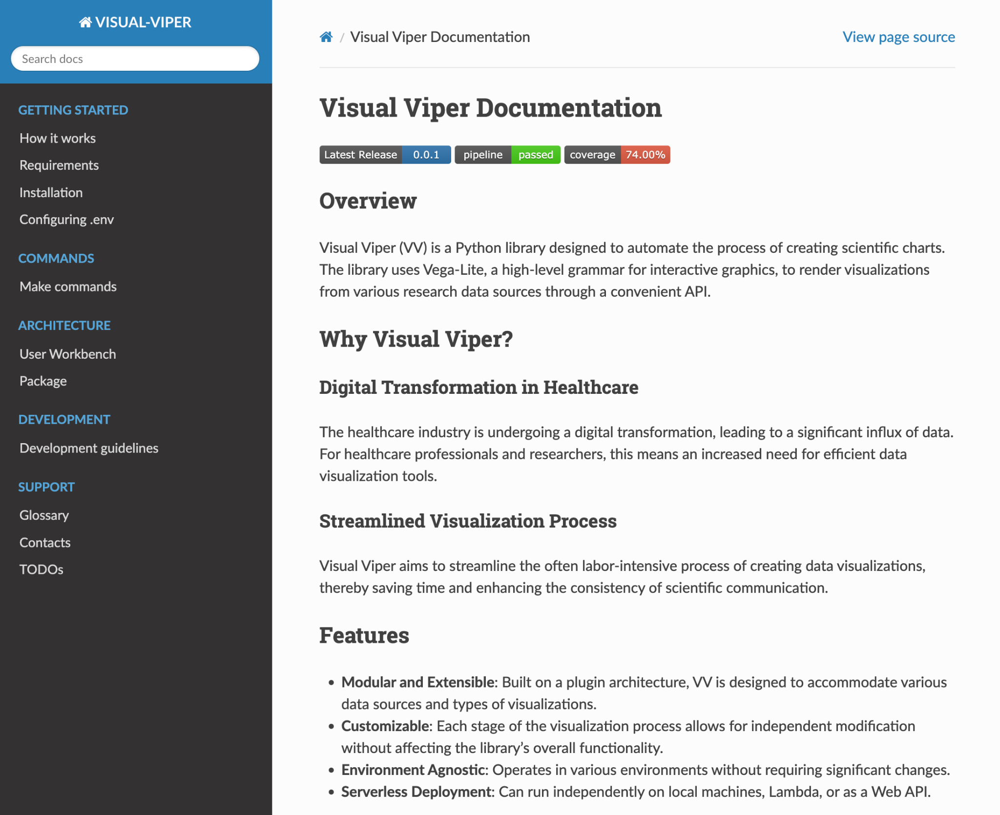 VISUAL-VIPER
Search docs
GETTING STARTED
How it works
Requirements
Installation
Configuring .env
COMMANDS
Make commands
ARCHITECTURE
User Workbench
Package
DEVELOPMENT
Development guidelines
SUPPORT
Glossary
Contacts
TODOs
/ Visual Viper Documentation
View page source
Visual Viper Documentation
Latest Release 0.0.1 pipeline passed coverage 74.00%
Overview
Visual Viper (VV) is a Python library designed to automate the process of creating scientific charts.
The library uses Vega-Lite, a high-level grammar for interactive graphics, to render visualizations
from various research data sources through a convenient API.
Why Visual Viper?
Digital Transformation in Healthcare
The healthcare industry is undergoing a digital transformation, leading to a significant influx of data.
For healthcare professionals and researchers, this means an increased need for efficient data
visualization tools.
Streamlined Visualization Process
Visual Viper aims to streamline the often labor-intensive process of creating data visualizations,
thereby saving time and enhancing the consistency of scientific communication.
Features
• Modular and Extensible: Built on a plugin architecture, VV is designed to accommodate various
data sources and types of visualizations.
• Customizable: Each stage of the visualization process allows for independent modification
without affecting the library’s overall functionality.
• Environment Agnostic: Operates in various environments without requiring significant changes.
• Serverless Deployment: Can run independently on local machines, Lambda, or as a Web API.